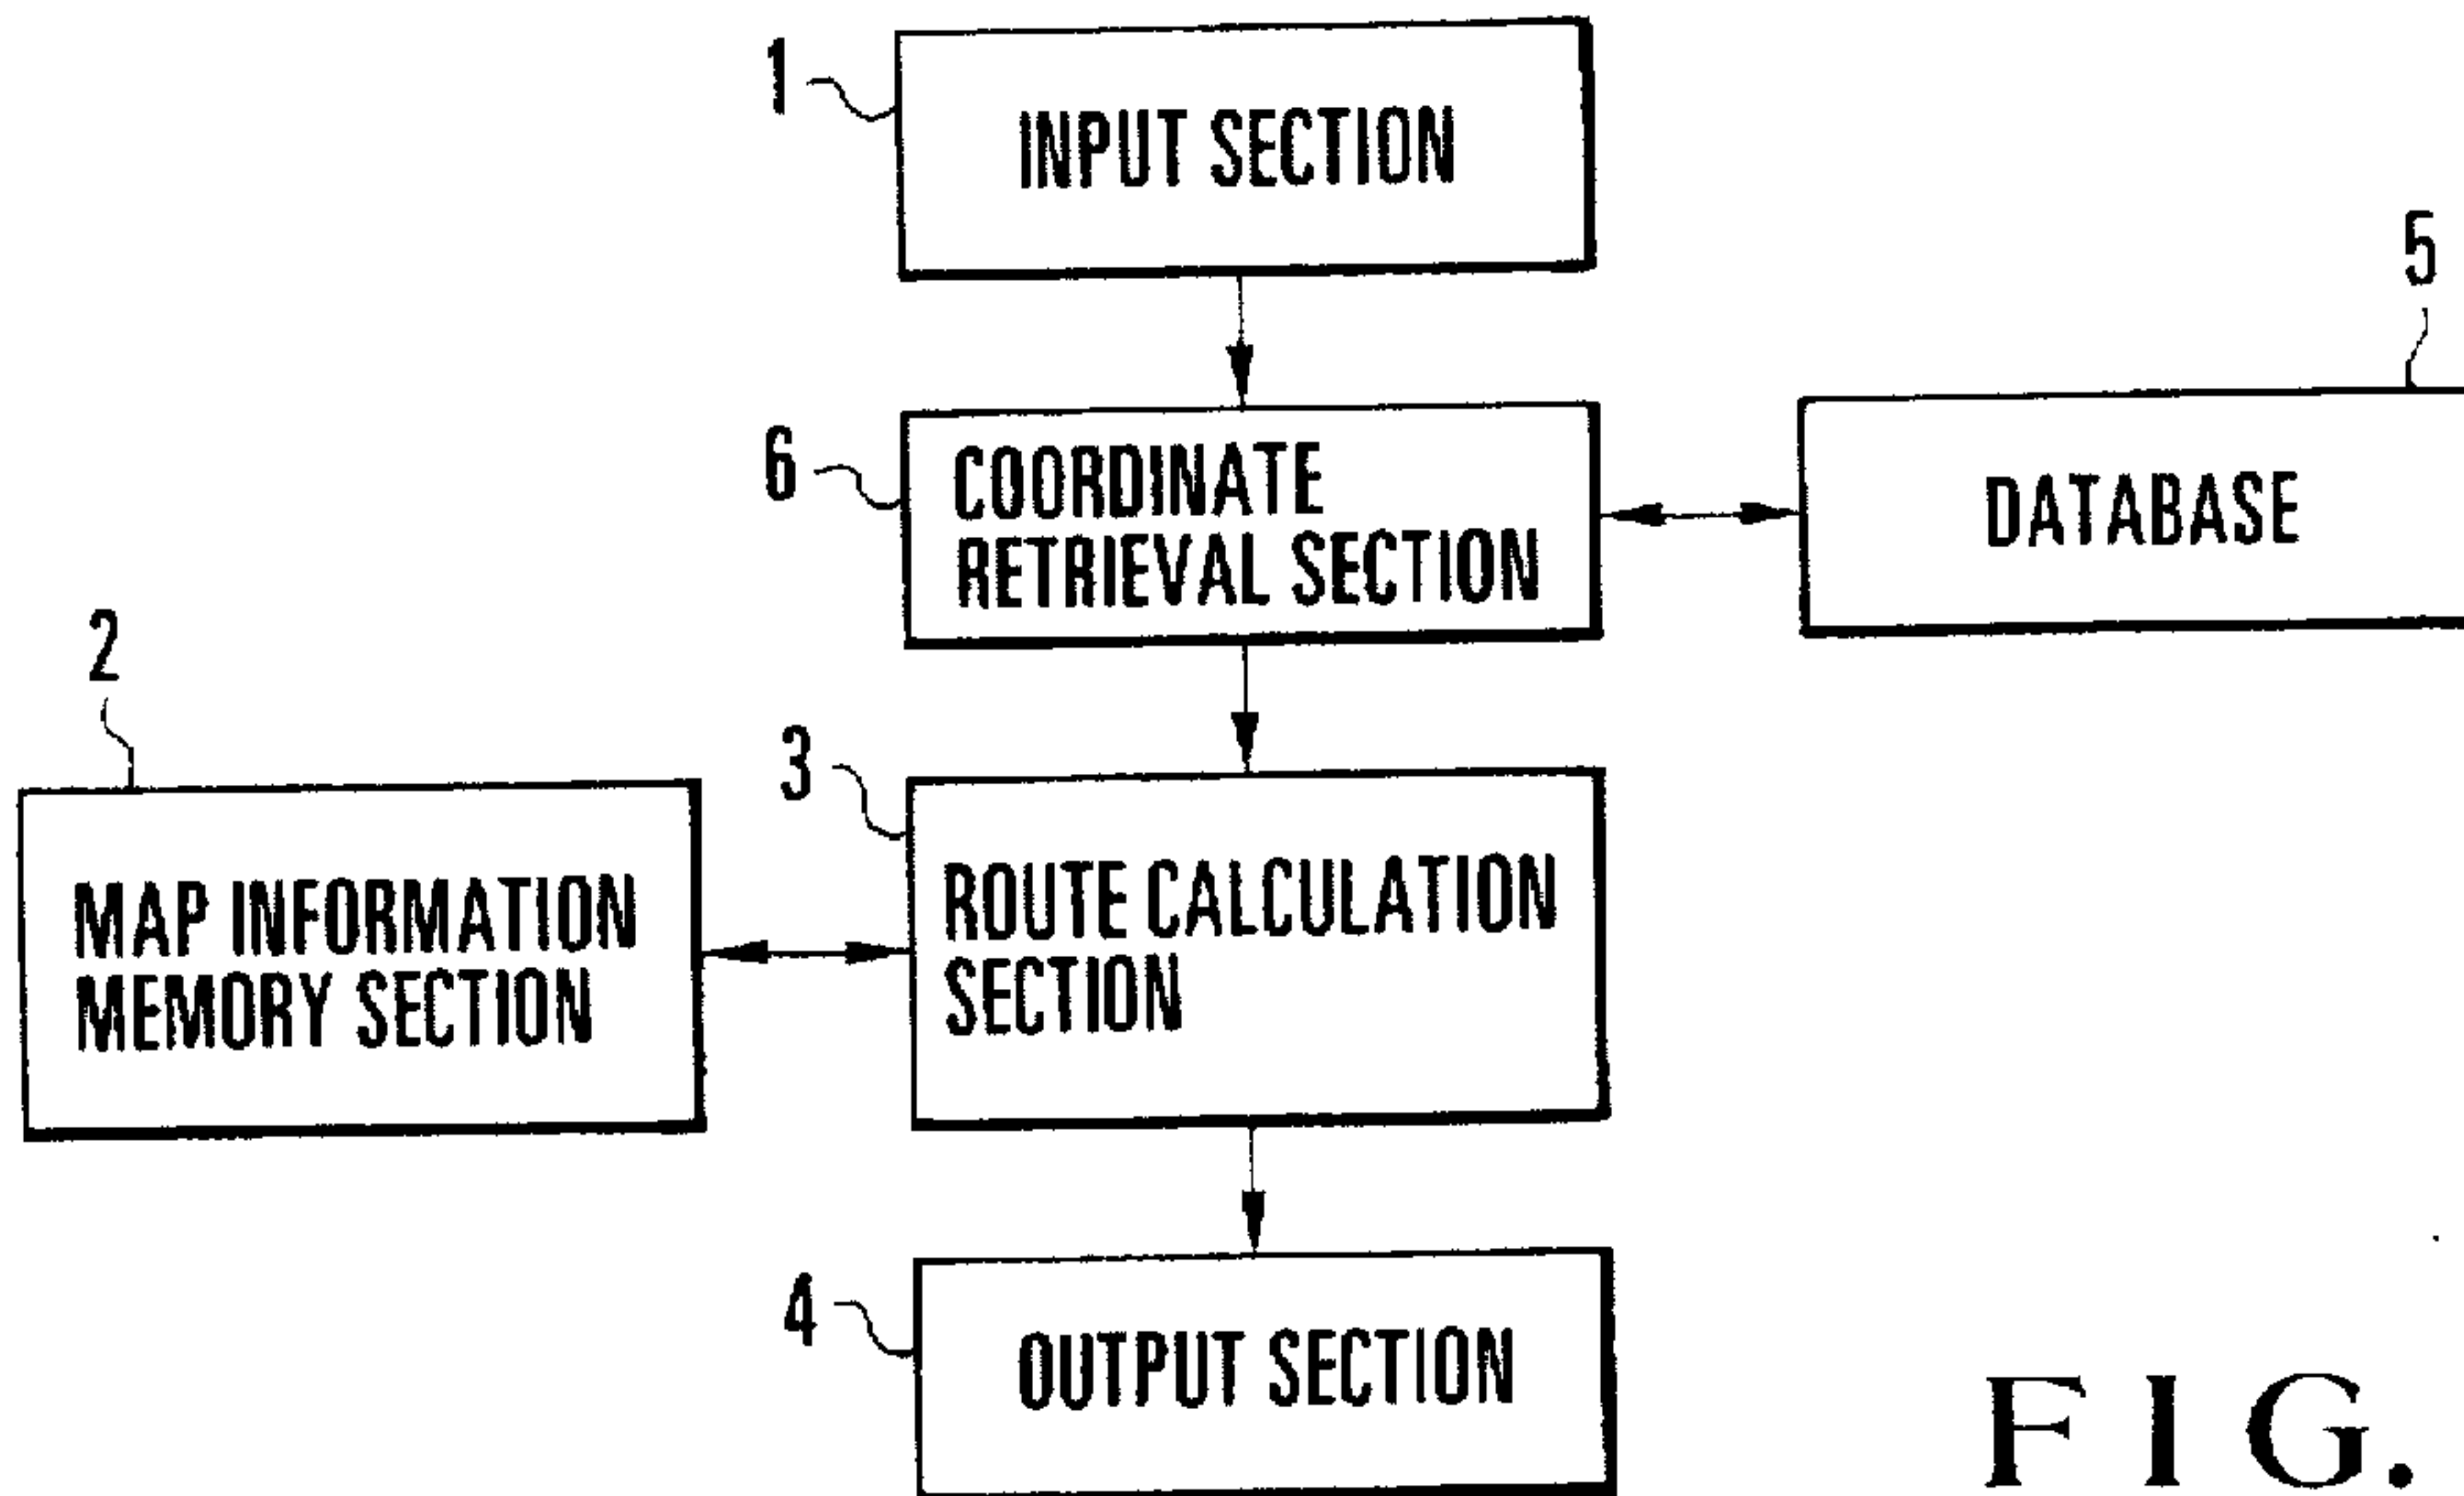 1
INPUT SECTION
5
6
COORDINATE
RETRIEVAL SECTION
DATABASE
2
3
MAP INFORMATION
MEMORY SECTION
ROUTE CALCULATION
SECTION
4
OUTPUT SECTION
FIG.